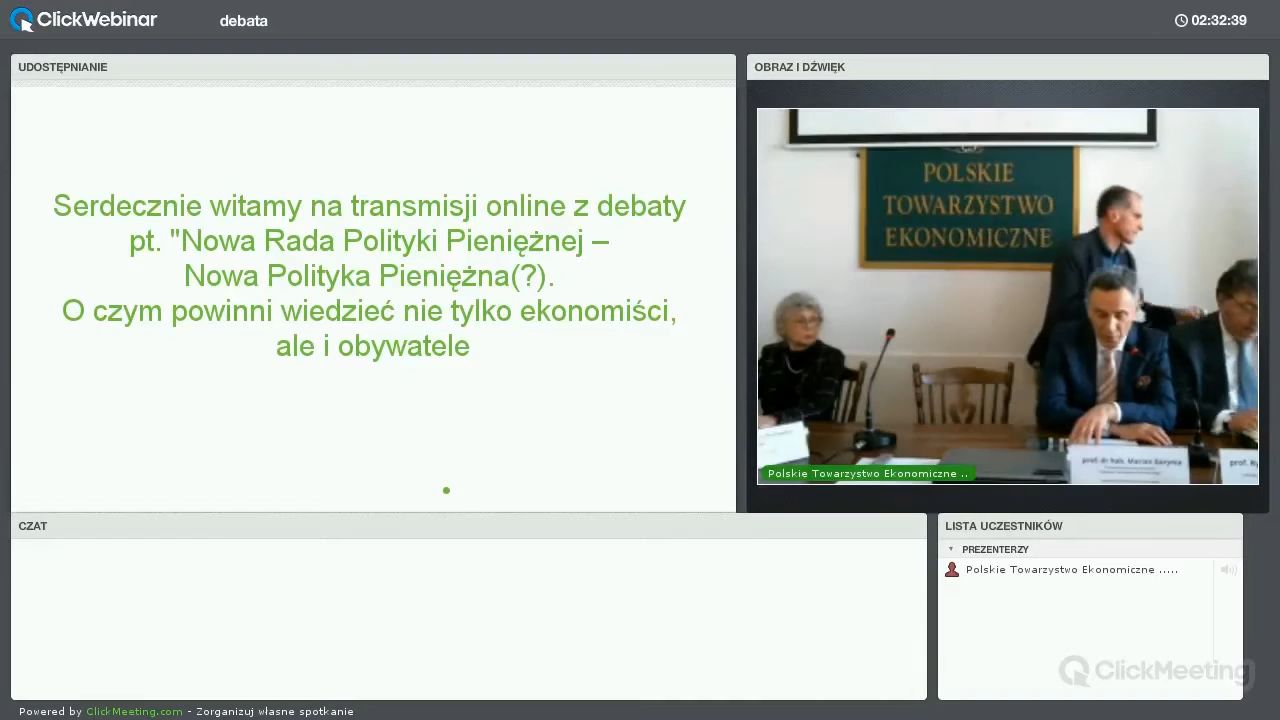 ClickWebinar
debata
02:32:39
UDOSTĘPNIANIE
OBRAZ I DŹWIĘK
Serdecznie witamy na transmisji online z debaty
pt. "Nowa Rada Polityki Pieniężnej –
Nowa Polityka Pieniężna(?).
O czym powinni wiedzieć nie tylko ekonomiści,
ale i obywatele
POLSKIE
TOWARZYSTWO
EKONOMICZNE
prof. dr hab. Marian
prof.
Polskie Towarzystwo Ekonomiczne ..
CZAT
LISTA UCZESTNIKÓW
PREZENTERZY
Polskie Towarzystwo Ekonomiczne .....
ClickMeeting
Powered by ClickMeeting.com - Zorganizuj własne spotkanie